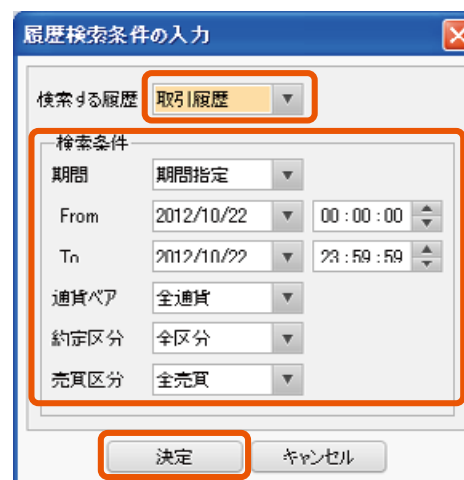 履歴検索条件の入力
検索する履歴 取引履歴
検索条件
期間 期間指定
From 2012/10/22 00:00:00
To 2012/10/22 23:59:59
通貨ペア 全通貨
約定区分 全区分
売買区分 全売買
決定 キャンセル